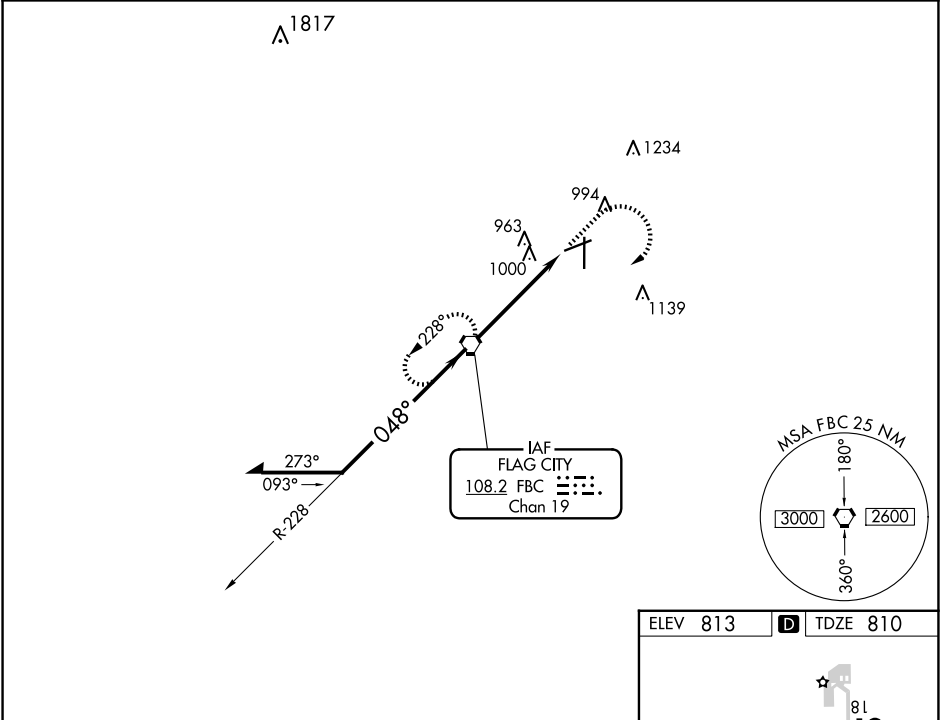 1817
1234
994
963
1000
1139
228°
048°
273°
093°
R-228
IAF
FLAG CITY
108.2 FBC
Chan 19
MSA FBC 25 NM
180°
3000
2600
360°
ELEV 813 D TDZE 810
18